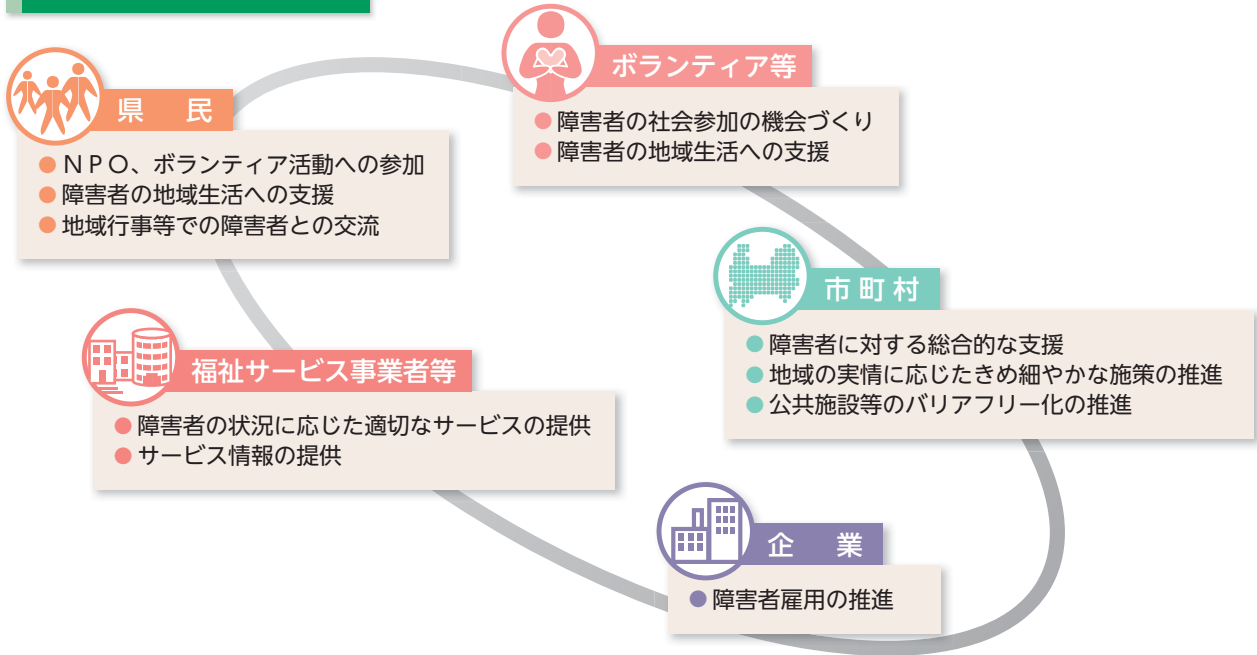 県　民
ＮＰＯ、ボランティア活動への参加
障害者の地域生活への支援
地域行事等での障害者との交流
ボランティア等
障害者の社会参加の機会づくり
障害者の地域生活への支援
市町村
障害者に対する総合的な支援
地域の実情に応じたきめ細やかな施策の推進
公共施設等のバリアフリー化の推進
福祉サービス事業者等
障害者の状況に応じた適切なサービスの提供
サービス情報の提供
企　業
障害者雇用の推進